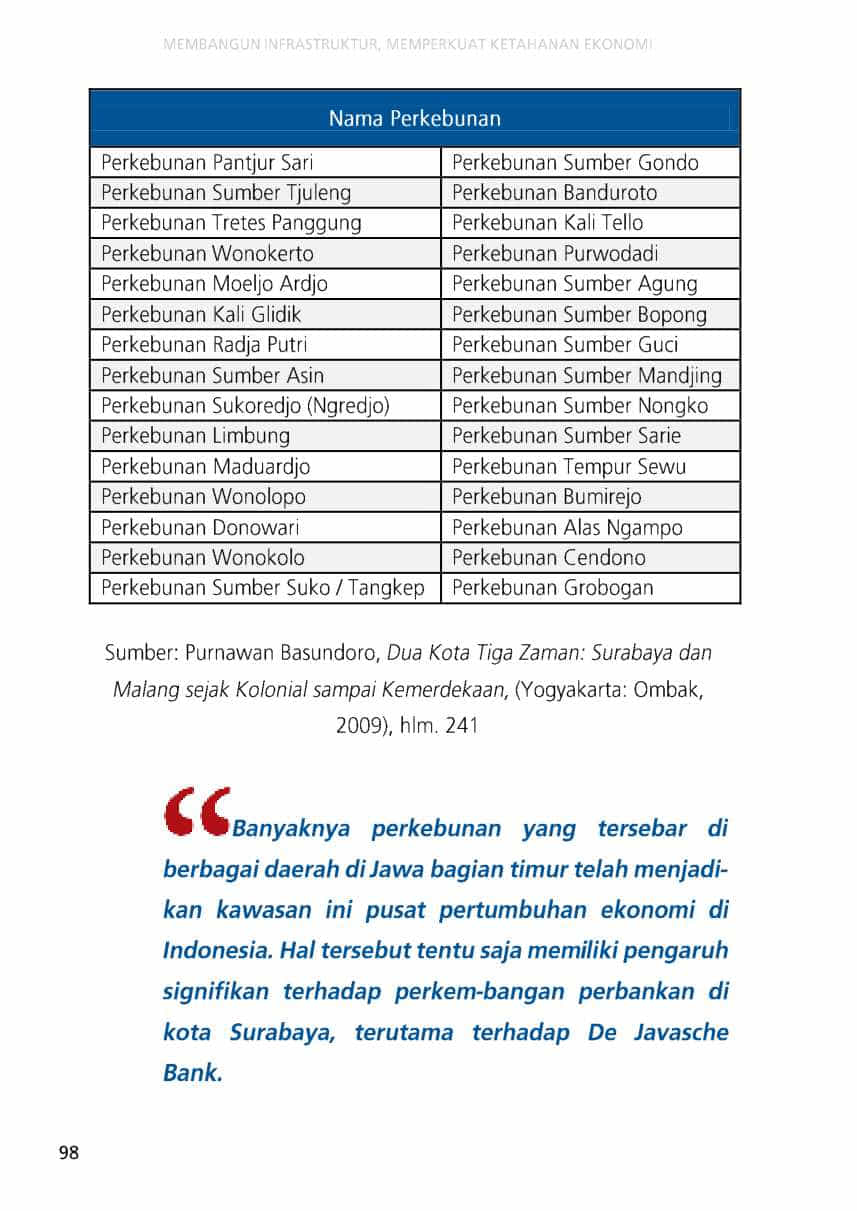 MEMBANGUN INFRASTRUKTUR, MEMPERKUAT KETAHANAN EKONOMI
Nama Perkebunan
Perkebunan Pantjur Sari Perkebunan Sumber Gondo
Perkebunan Sumber Tjuleng Perkebunan Banduroto
Perkebunan Tretes Panggung Perkebunan Kali Tello
Perkebunan Wonokerto Perkebunan Purwodadi
Perkebunan Moeljo Ardjo Perkebunan Sumber Agung
Perkebunan Kali Glidik Perkebunan Sumber Bopong
Perkebunan Radja Putri Perkebunan Sumber Guci
Perkebunan Sumber Asin Perkebunan Sumber Mandjing
Perkebunan Sukoredjo (Ngredjo) Perkebunan Sumber Nongko
Perkebunan Limbung Perkebunan Sumber Sarie
Perkebunan Maduardjo Perkebunan Tempur Sewu
Perkebunan Wonolopo Perkebunan Bumirejo
Perkebunan Donowari Perkebunan Alas Ngampo
Perkebunan Wonokolo Perkebunan Cendono
Perkebunan Sumber Suko / Tangkep Perkebunan Grobogan
Sumber: Purnawan Basundoro, Dua Kota Tiga Zaman: Surabaya dan
Malang sejak Kolonial sampai Kemerdekaan, (Yogyakarta: Ombak,
2009), hlm. 241
“Banyaknya perkebunan yang tersebar di
berbagai daerah di Jawa bagian timur telah menjadi-
kan kawasan ini pusat pertumbuhan ekonomi di
Indonesia. Hal tersebut tentu saja memiliki pengaruh
signifikan terhadap perkem-bangan perbankan di
kota Surabaya, terutama terhadap De Javasche
Bank.
98